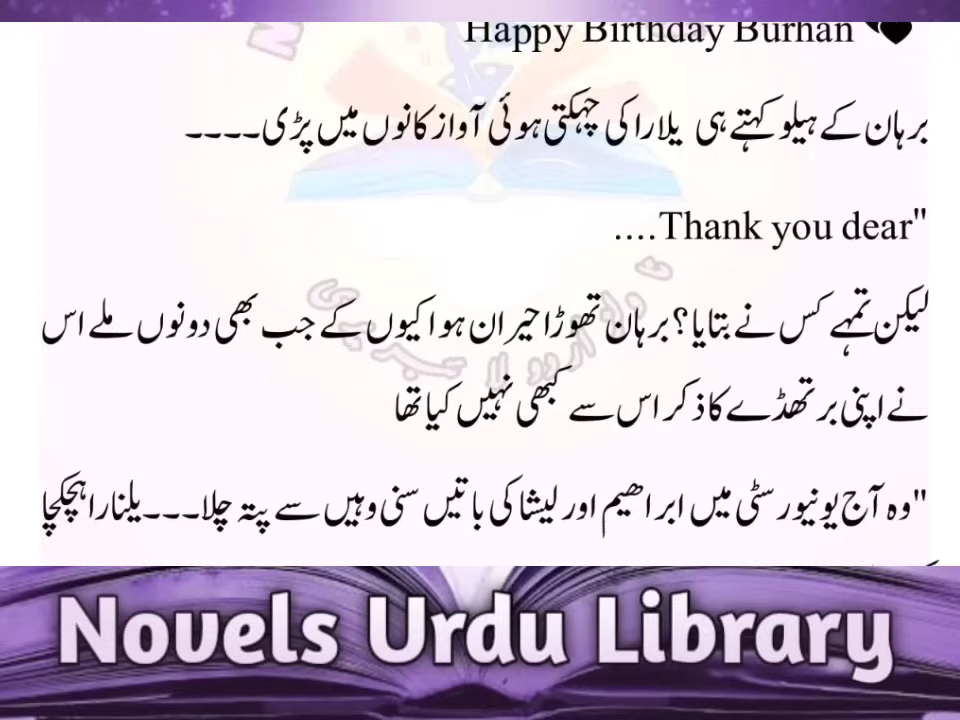 Happy Birthday Burhan 🖤
برہان کے ہیلو کہتے ہی یلارا کی چہکتی ہوئی آواز کانوں میں پڑی۔۔۔۔
"Thank you dear....
لیکن تمہے کس نے بتایا؟ برہان تھوڑا حیران ہوا کیوں کے جب بھی دونوں ملے اس
نے اپنی برتھڈے کا ذکر اس سے کبھی نہیں کیا تھا
"وہ آج یونیورسٹی میں ابراھیم اور لیشا کی باتیں سنی وہیں سے پتہ چلا۔۔۔یلنارا ہچکچا
Novels Urdu Library